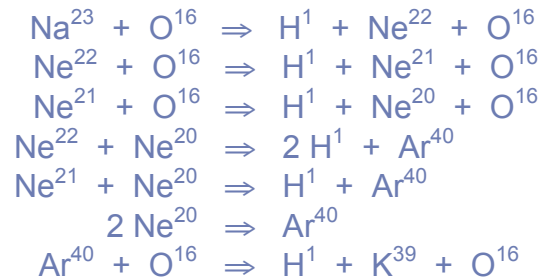 Na²³ + O¹⁶ ⇒ H¹ + Ne²² + O¹⁶
Ne²² + O¹⁶ ⇒ H¹ + Ne²¹ + O¹⁶
Ne²¹ + O¹⁶ ⇒ H¹ + Ne²⁰ + O¹⁶
Ne²² + Ne²⁰ ⇒ 2 H¹ + Ar⁴⁰
Ne²¹ + Ne²⁰ ⇒ H¹ + Ar⁴⁰
2 Ne²⁰ ⇒ Ar⁴⁰
Ar⁴⁰ + O¹⁶ ⇒ H¹ + K³⁹ + O¹⁶